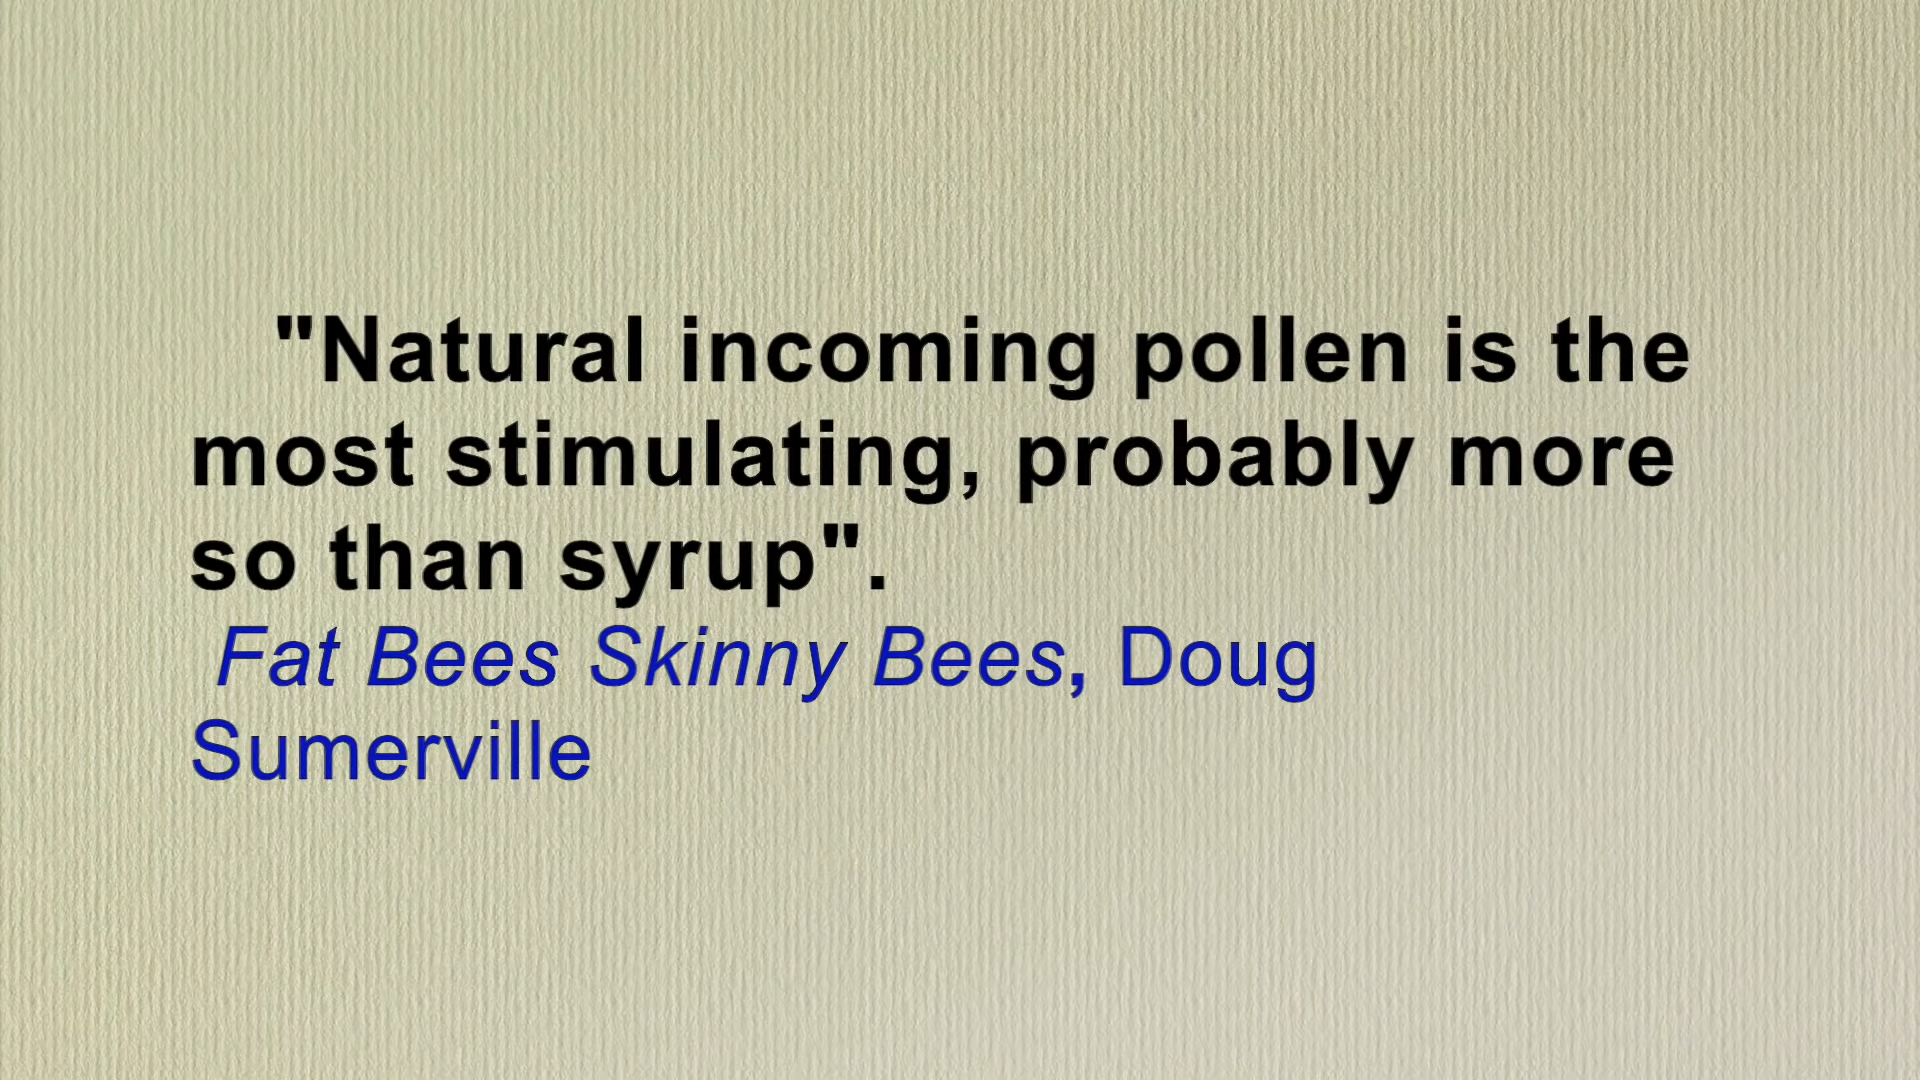 "Natural incoming pollen is the
most stimulating, probably more
so than syrup".
Fat Bees Skinny Bees, Doug
Sumerville